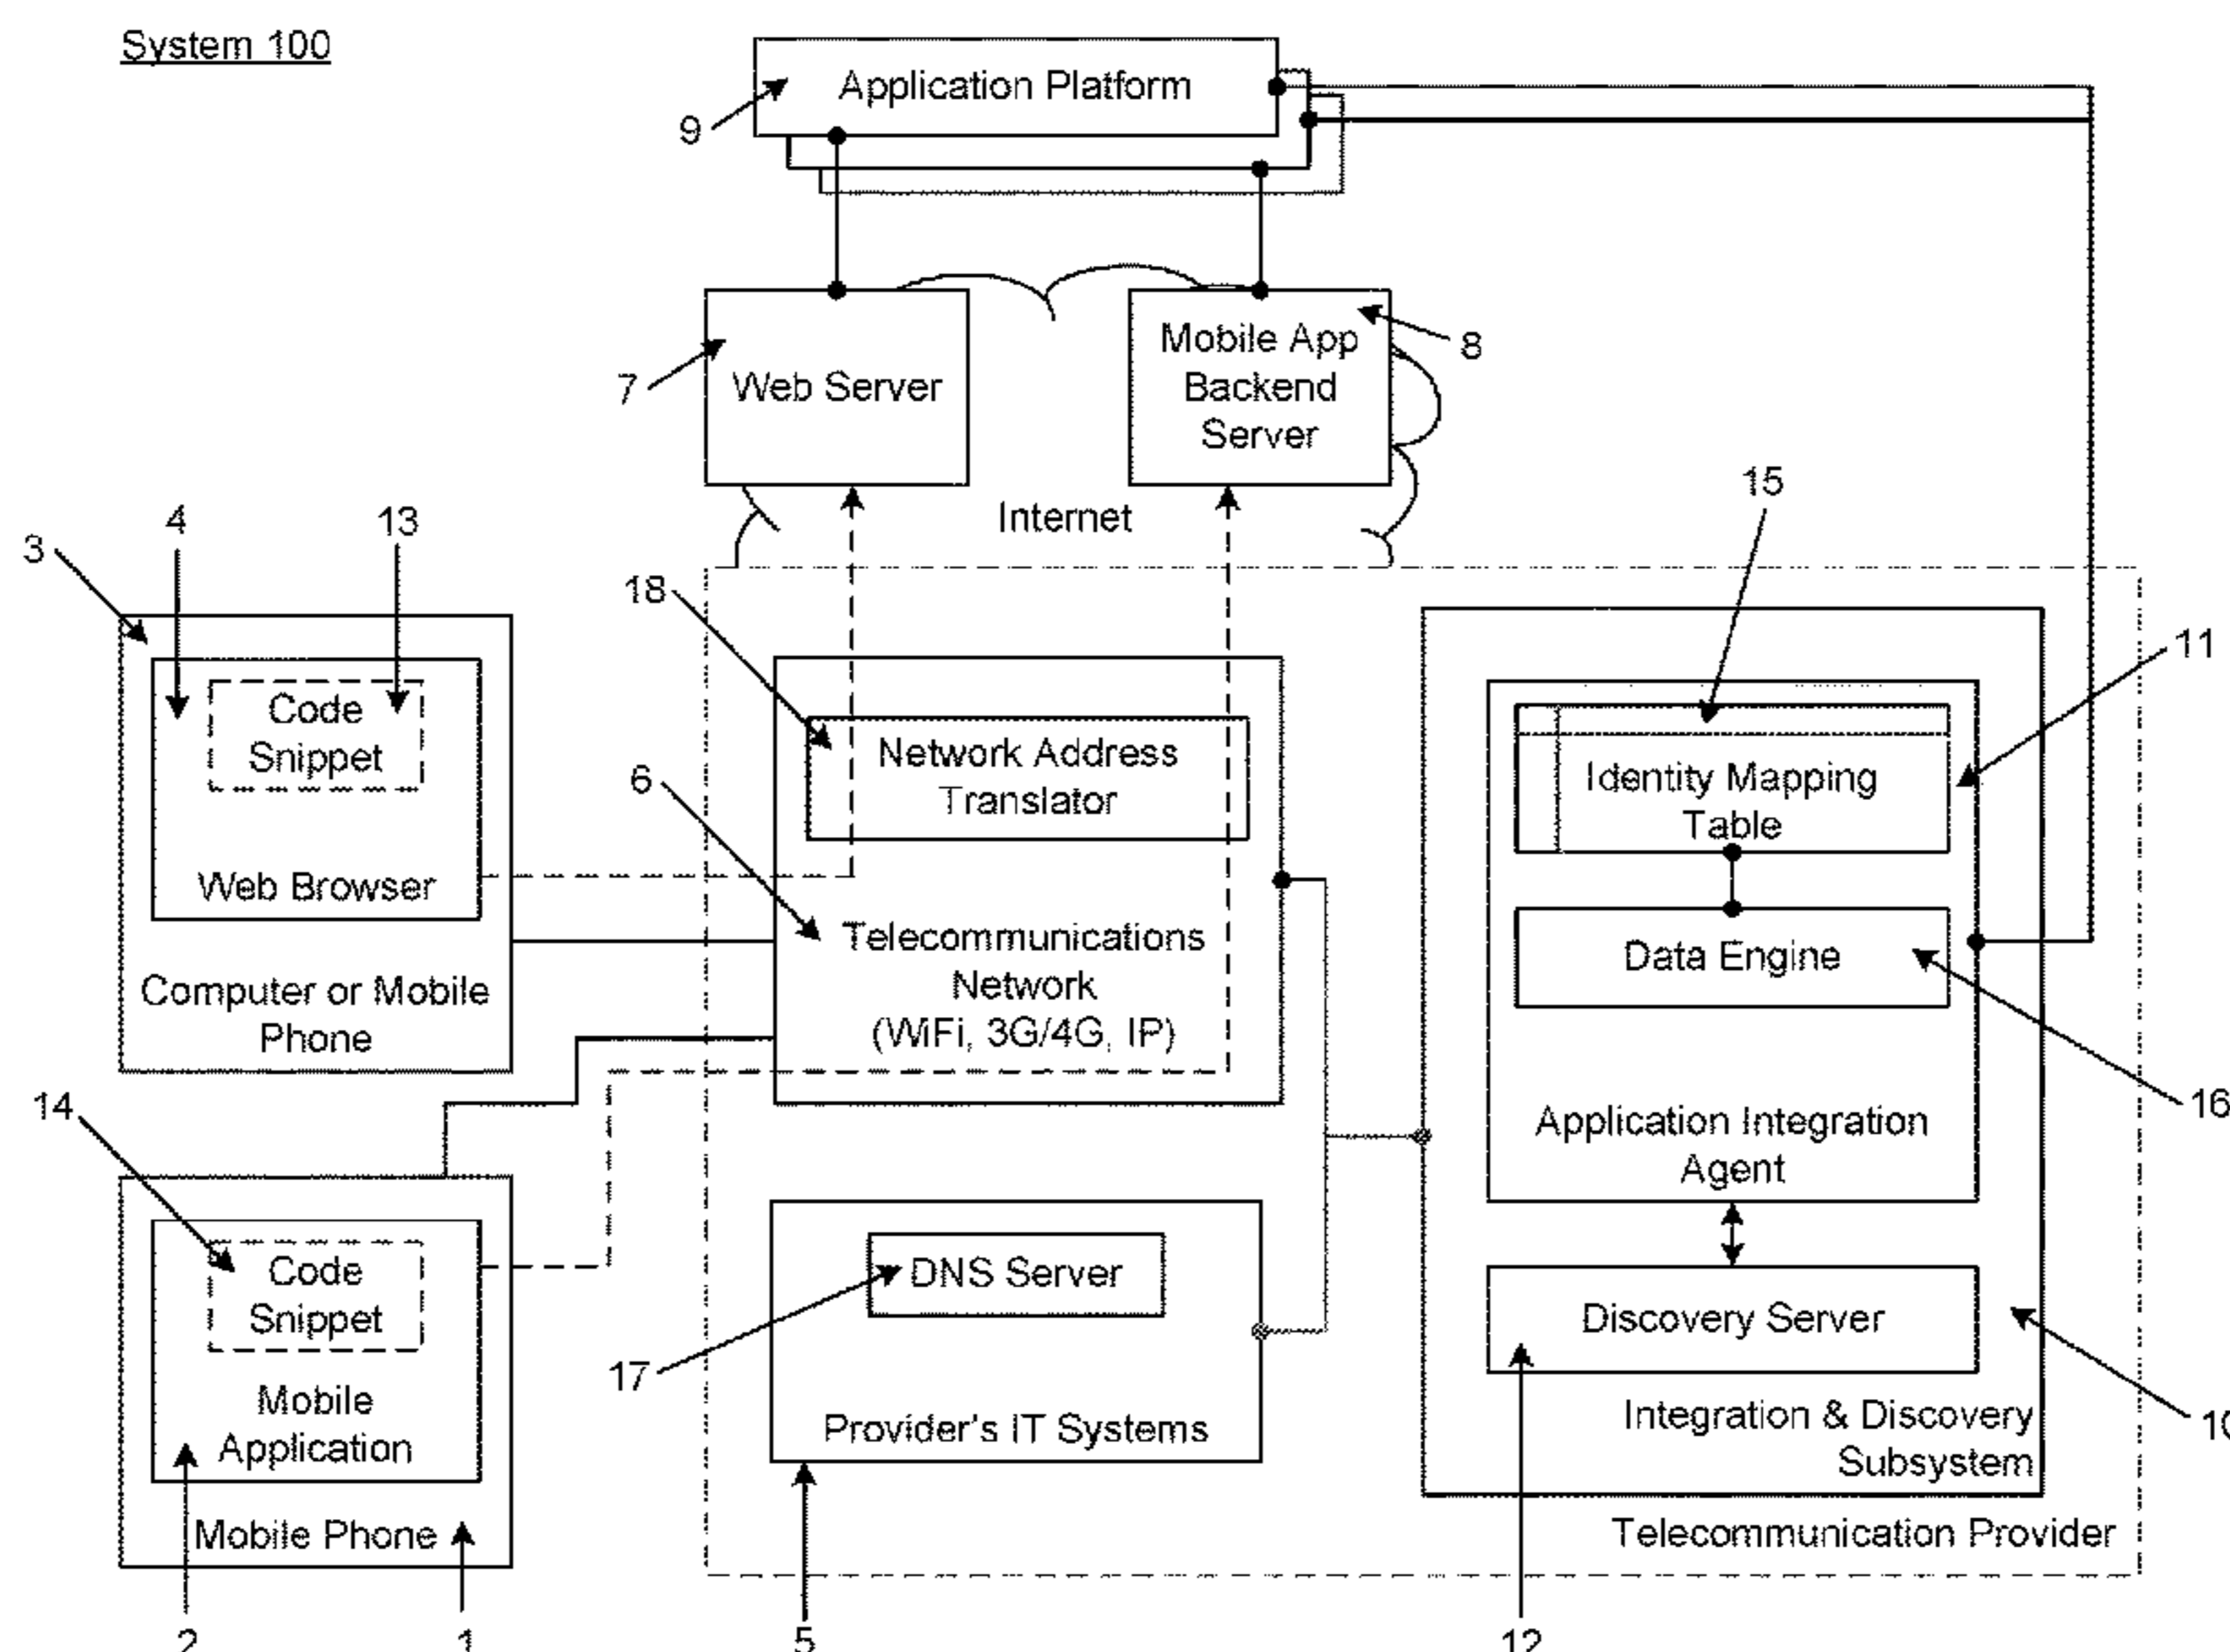 System 100
Application Platform
9
7
Web Server
Mobile App
Backend
Server
8
Internet
15
3
4
13
18
11
Code
Snippet
Web Browser
Computer or Mobile
Phone
6
Network Address
Translator
Telecommunications
Network
(WiFi, 3G/4G, IP)
Identity Mapping
Table
Data Engine
16
Application Integration
Agent
14
Code
Snippet
Mobile
Application
Mobile Phone
2
1
DNS Server
17
Provider's IT Systems
5
Discovery Server
Integration & Discovery
Subsystem
10
Telecommunication Provider
12